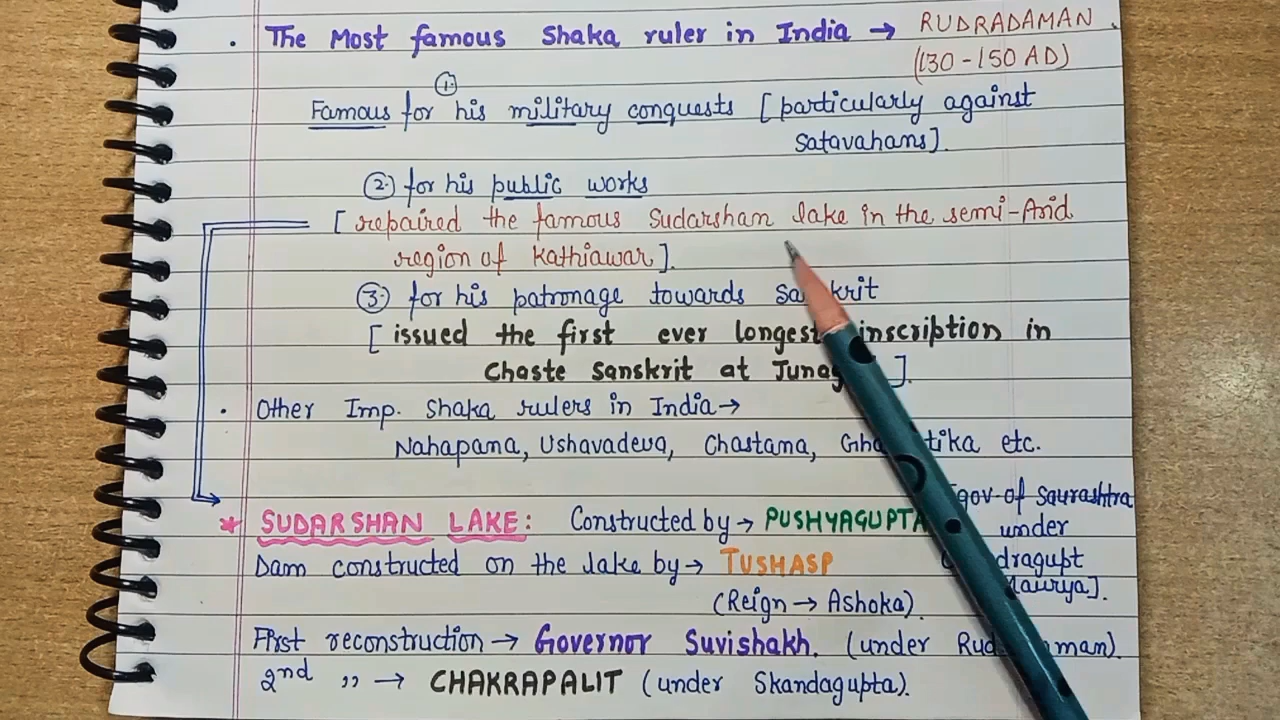 . The Most famous Shaka ruler in India → RUDRADAMAN
(130 - 150 AD)
①
Famous for his military conquests [particularly against
Satavahans].
② for his public works
[ repaired the famous Sudarshan lake in the semi-Arid
region of Kathiawar].
③ for his patronage towards
[ issued the first ever longest inscription in
Chaste Sanskrit at
• Other Imp. Shaka rulers in India →
Nahapana, Ushavadeva, Chastana, etc.
[gov. of Saurashtra
* SUDARSHAN LAKE: Constructed by → PUSHYAGUPTA under
Dam constructed on the lake by → TUSHASP
Maurya].
(Reign → Ashoka).
First reconstruction → Governor Suvishakh. (under
2nd ,, → CHAKRAPALIT (under Skandagupta).